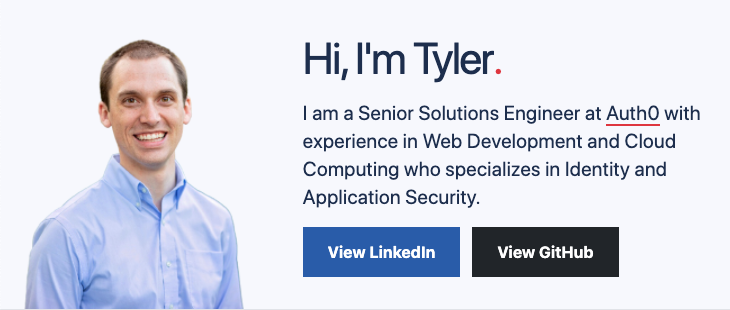 Hi, I'm Tyler.
I am a Senior Solutions Engineer at Auth0 with
experience in Web Development and Cloud
Computing who specializes in Identity and
Application Security.
View LinkedIn View GitHub